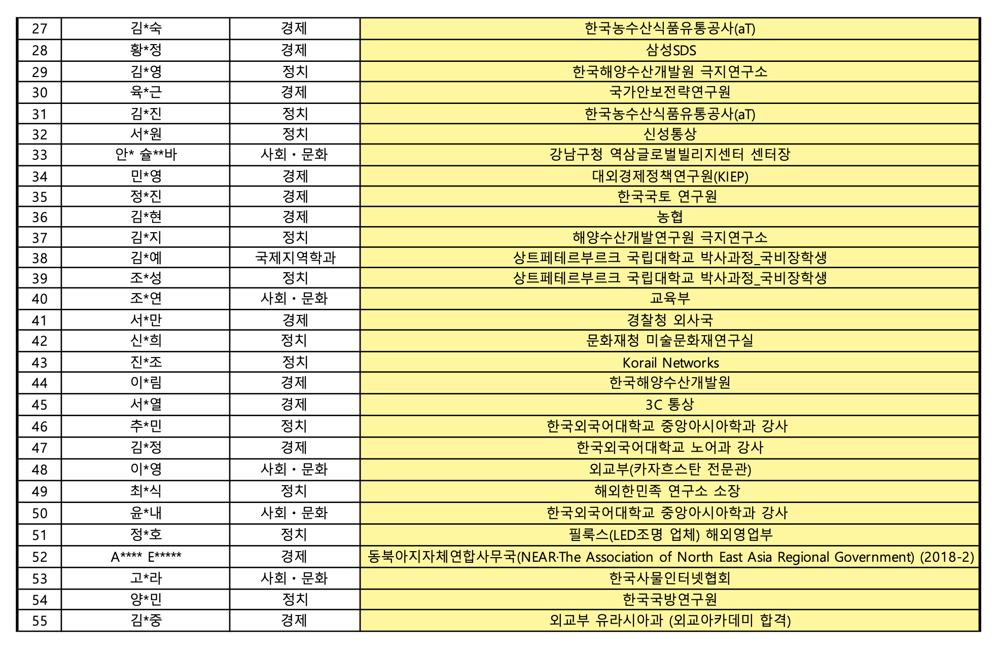 27 김*숙 경제 한국농수산식품유통공사(aT)
28 황*정 경제 삼성SDS
29 김*영 정치 한국해양수산개발원 극지연구소
30 육*근 경제 국가안보전략연구원
31 김*진 정치 한국농수산식품유통공사(aT)
32 서*원 정치 신성통상
33 안* 슐**바 사회・문화 강남구청 역삼글로벌빌리지센터 센터장
34 민*영 경제 대외경제정책연구원(KIEP)
35 정*진 경제 한국국토 연구원
36 김*현 경제 농협
37 김*지 정치 해양수산개발연구원 극지연구소
38 김*예 국제지역학과 상트페테르부르크 국립대학교 박사과정_국비장학생
39 조*성 정치 상트페테르부르크 국립대학교 박사과정_국비장학생
40 조*연 사회・문화 교육부
41 서*만 경제 경찰청 외사국
42 신*희 정치 문화재청 미술문화재연구실
43 진*조 정치 Korail Networks
44 이*림 경제 한국해양수산개발원
45 서*열 경제 3C 통상
46 추*민 정치 한국외국어대학교 중앙아시아학과 강사
47 김*정 경제 한국외국어대학교 노어과 강사
48 이*영 사회・문화 외교부(카자흐스탄 전문관)
49 최*식 정치 해외한민족 연구소 소장
50 윤*내 사회・문화 한국외국어대학교 중앙아시아학과 강사
51 정*호 정치 필룩스(LED조명 업체) 해외영업부
52 A**** E***** 경제 동북아지자체연합사무국(NEAR·The Association of North East Asia Regional Government) (2018-2)
53 고*라 사회・문화 한국사물인터넷협회
54 양*민 정치 한국국방연구원
55 김*중 경제 외교부 유라시아과 (외교아카데미 합격)